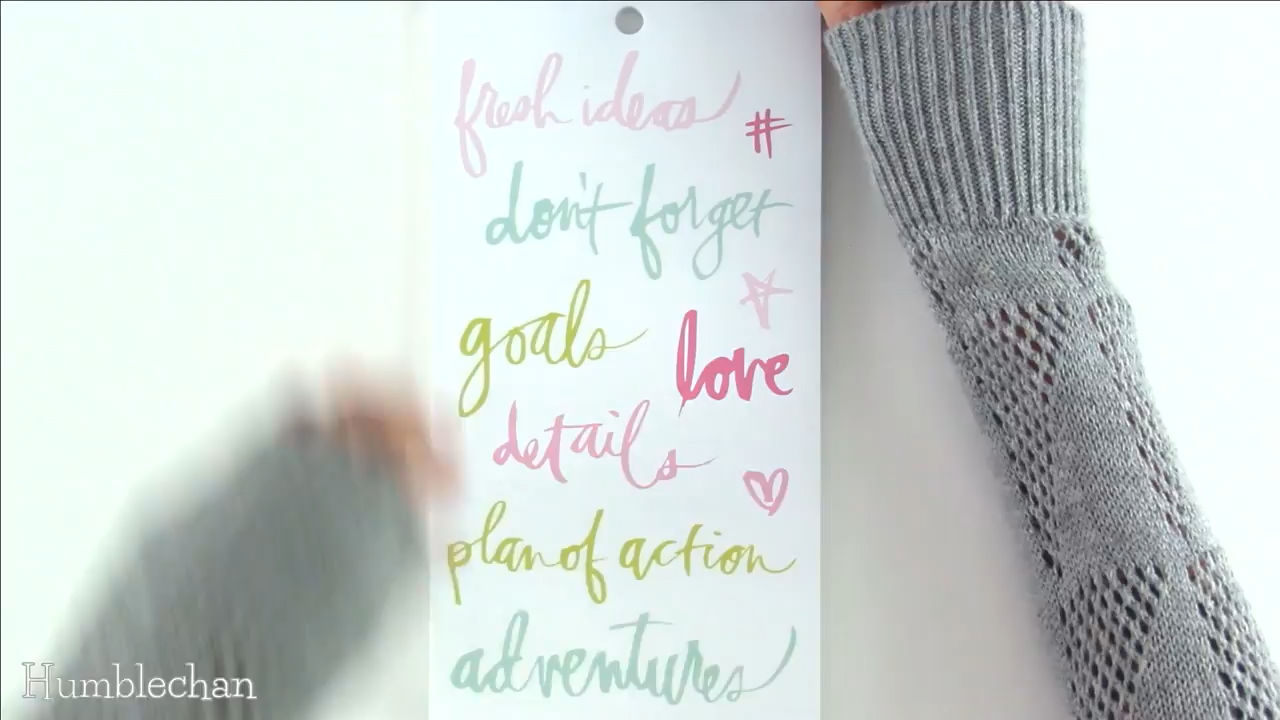 fresh ideas
#
don't forget
goals
love
details
plan of action
adventures
Humblechan